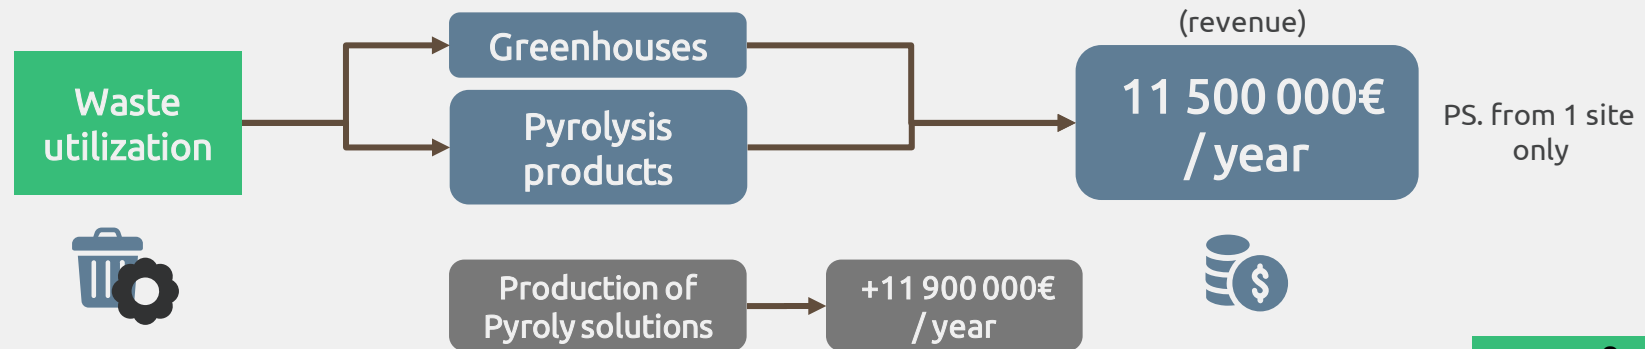 (revenue)
Greenhouses
Waste
utilization
Pyrolysis
products
11 500 000€
/ year
PS. from 1 site
only
Production of
Pyroly solutions
+11 900 000€
/ year
$